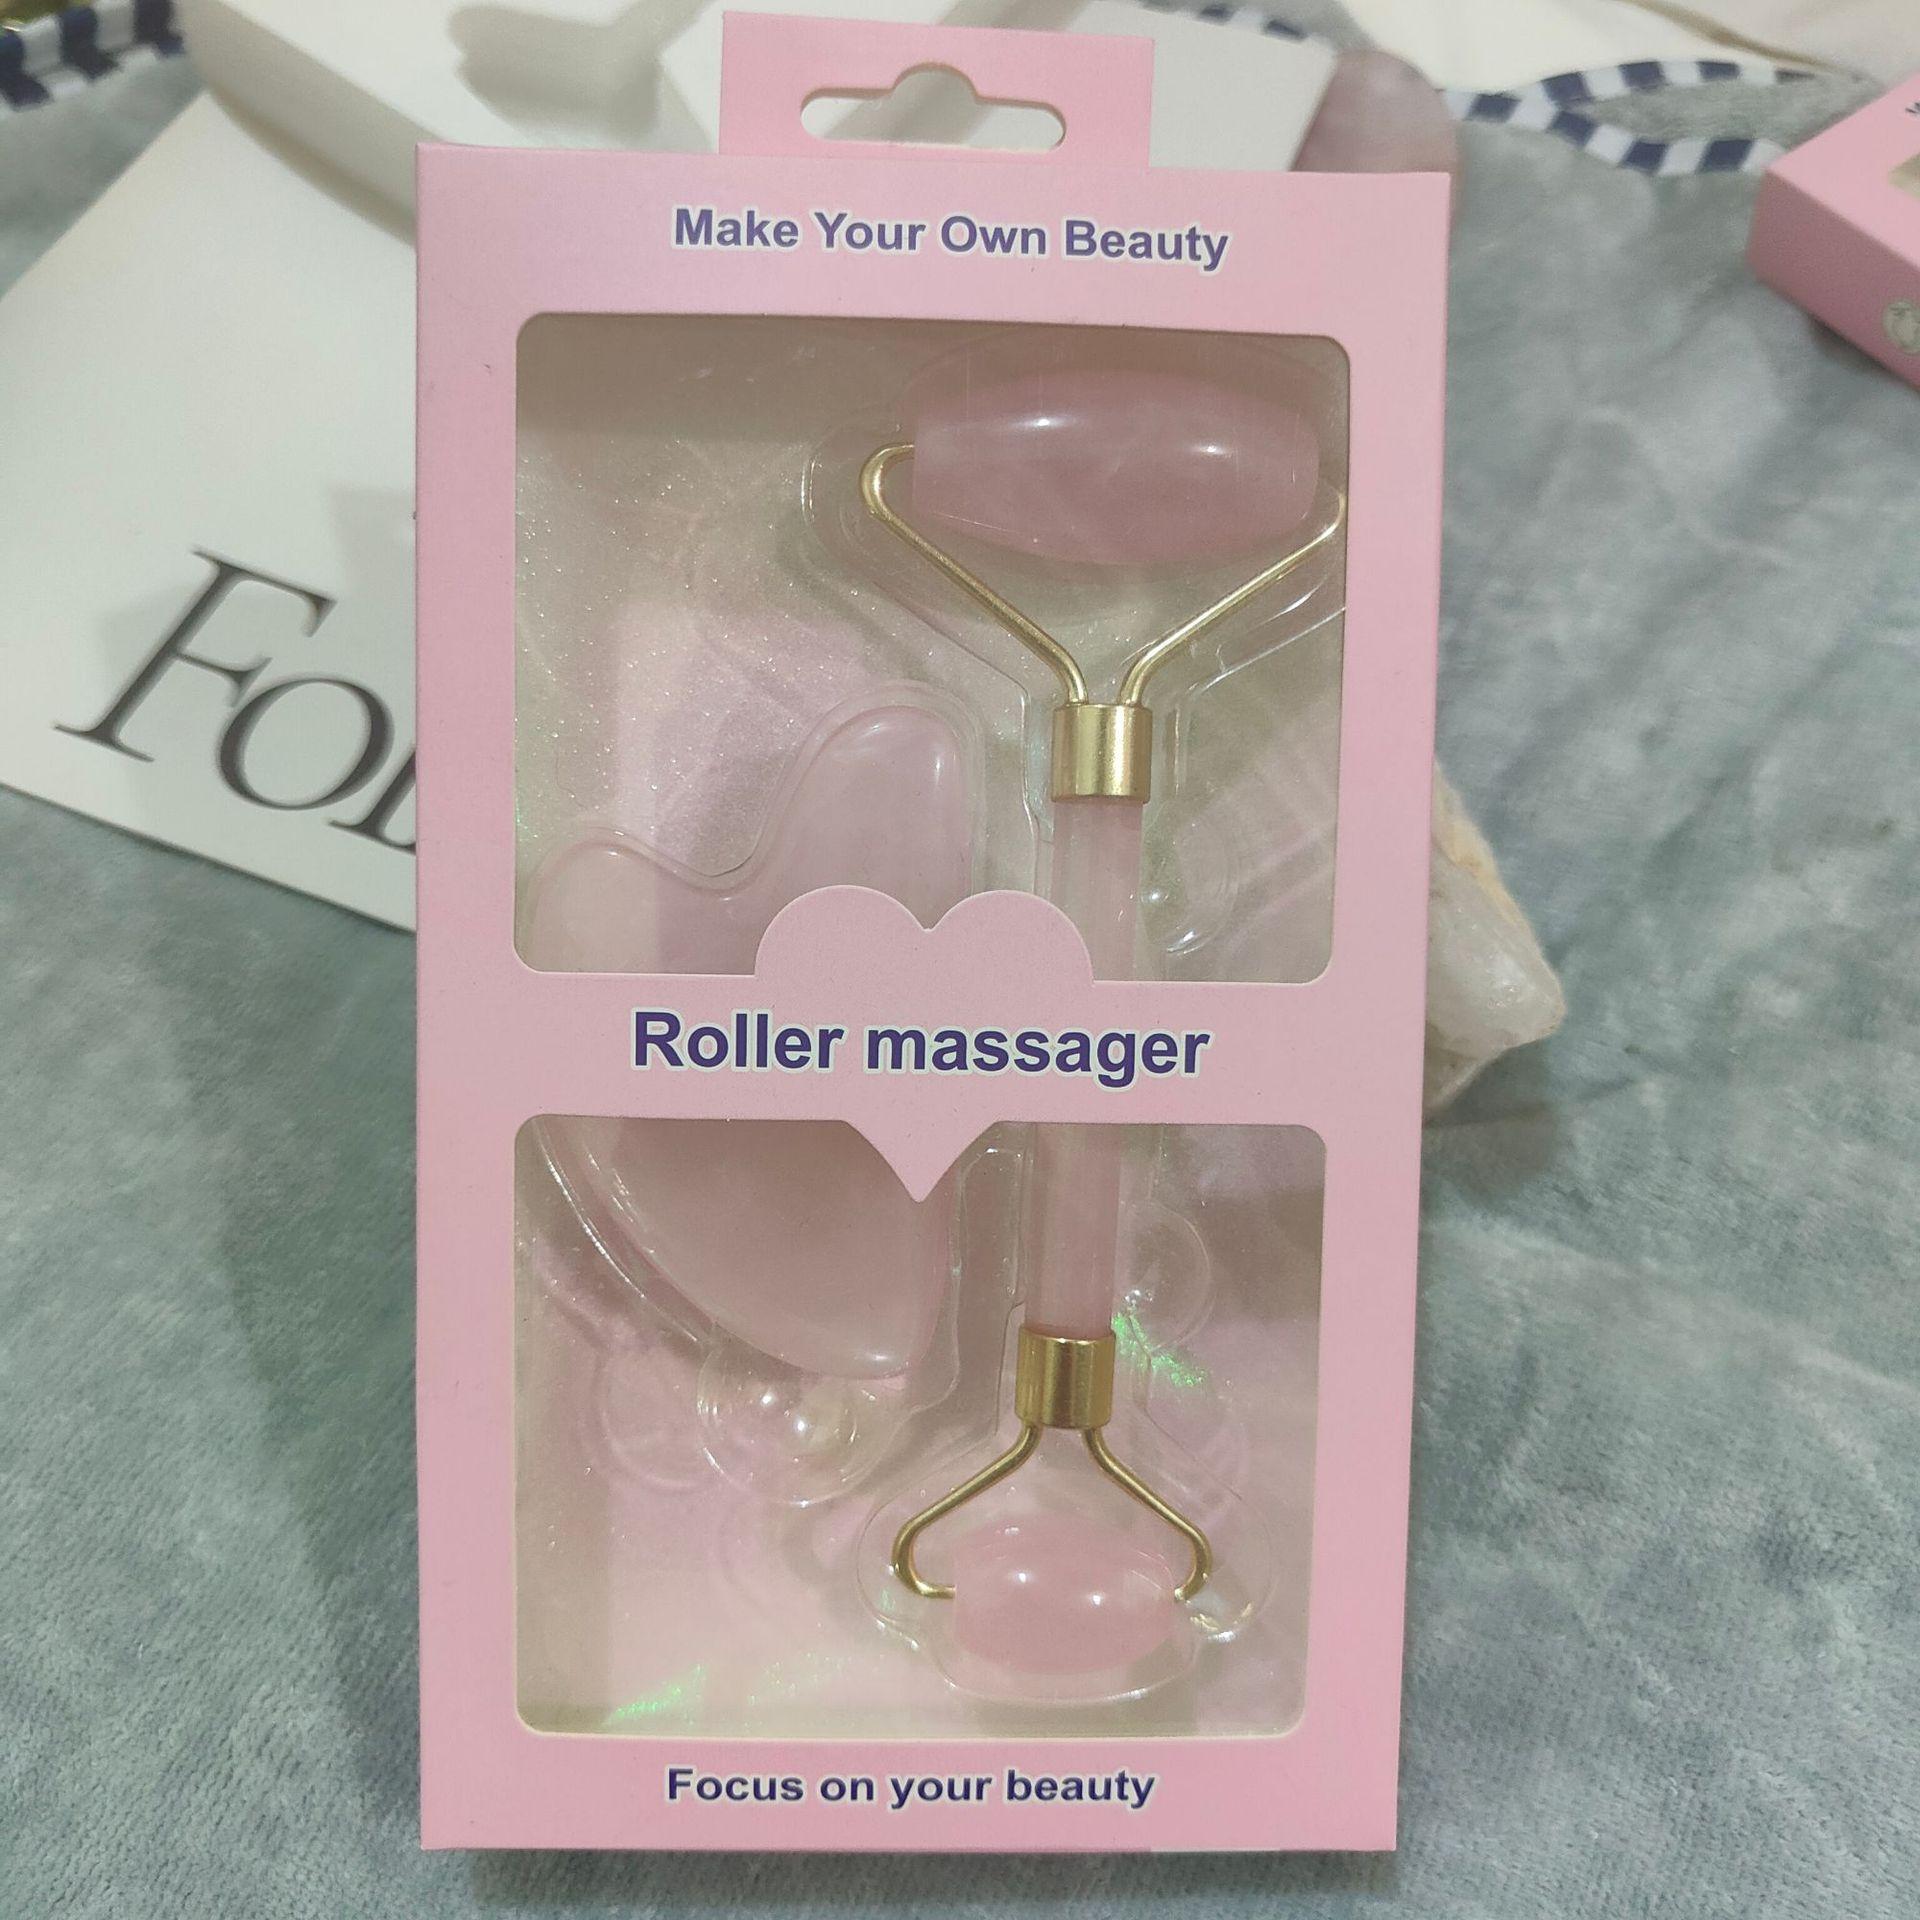 Make Your Own Beauty
Roller massager
Focus on your beauty